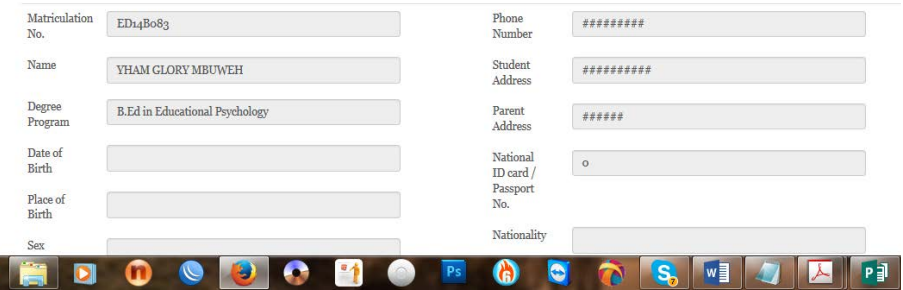 Matriculation
No.
ED14B083
Name
YHAM GLORY MBUWEH
Degree
Program
B.Ed in Educational Psychology
Date of
Birth
Place of
Birth
Sex
Phone
Number
#########
Student
Address
##########
Parent
Address
######
National
ID card /
Passport
No.
0
Nationality
n
Ps
G
S
7
W
P